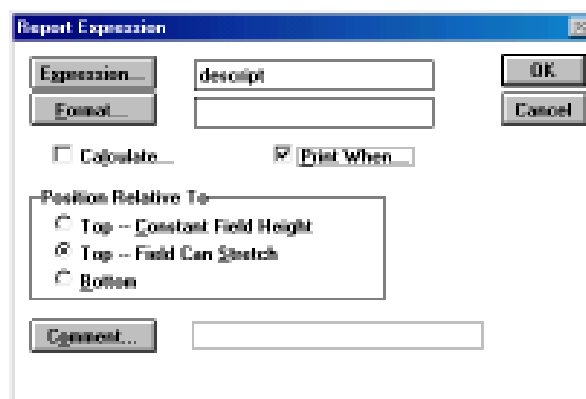 Report Expression
Expression... descript OK
Format... Cancel
Calculate... Print When...
Position Relative To
Top -- Constant Field Height
Top -- Field Can Stretch
Bottom
Comment...